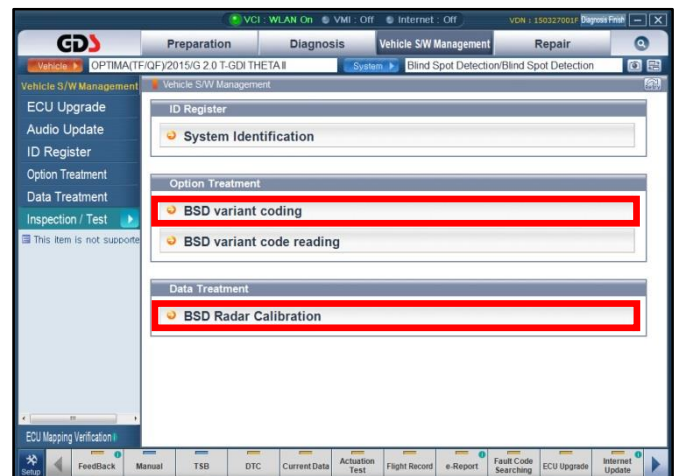 VCI : WLAN On VMI : Off Internet : Off VDN : 150327001F Diagnosis Finish
GDS Preparation Diagnosis Vehicle S/W Management Repair
Vehicle OPTIMA(TF/QF)/2015/G 2.0 T-GDI THETA II System Blind Spot Detection/Blind Spot Detection
Vehicle S/W Management
Vehicle S/W Management
ECU Upgrade
Audio Update
ID Register
Option Treatment
Data Treatment
Inspection / Test
This item is not supporte
ID Register
System Identification
Option Treatment
BSD variant coding
BSD variant code reading
Data Treatment
BSD Radar Calibration
ECU Mapping Verification
Setup FeedBack Manual TSB DTC Current Data Actuation Test Flight Record e-Report Fault Code Searching ECU Upgrade Internet Update